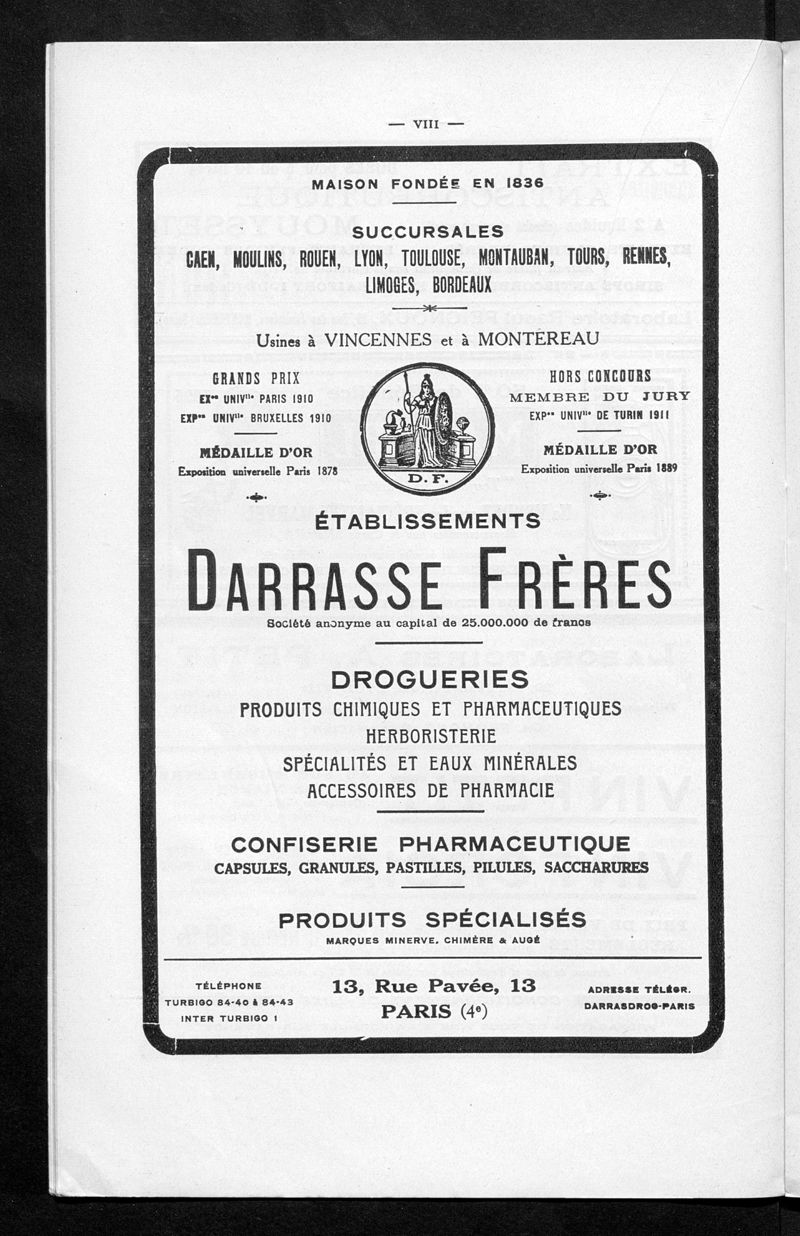 — VIII —
MAISON FONDÉE EN 1836
SUCCURSALES
CAEN, MOULINS, ROUEN, LYON, TOULOUSE, MONTAUBAN, TOURS, RENNES,
LIMOGES, BORDEAUX
Usines à VINCENNES et à MONTEREAU
GRANDS PRIX
EXᵒⁿ UNIVˡˡᵉ PARIS 1910
EXPᵒⁿ UNIVˡˡᵉ BRUXELLES 1910
MÉDAILLE D'OR
Exposition universelle Paris 1878
D. F.
HORS CONCOURS
MEMBRE DU JURY
EXPᵒⁿ UNIVˡˡᵉ DE TURIN 1911
MÉDAILLE D'OR
Exposition universelle Paris 1889
ÉTABLISSEMENTS
DARRASSE FRÈRES
Société anonyme au capital de 25.000.000 de francs
DROGUERIES
PRODUITS CHIMIQUES ET PHARMACEUTIQUES
HERBORISTERIE
SPÉCIALITÉS ET EAUX MINÉRALES
ACCESSOIRES DE PHARMACIE
CONFISERIE PHARMACEUTIQUE
CAPSULES, GRANULES, PASTILLES, PILULES, SACCHARURES
PRODUITS SPÉCIALISÉS
MARQUES MINERVE, CHIMÈRE & AUGÉ
TÉLÉPHONE
TURBIGO 84-40 à 84-43
INTER TURBIGO 1
13, Rue Pavée, 13
PARIS (4ᵉ)
ADRESSE TÉLÉGR.
DARRASDROG-PARIS